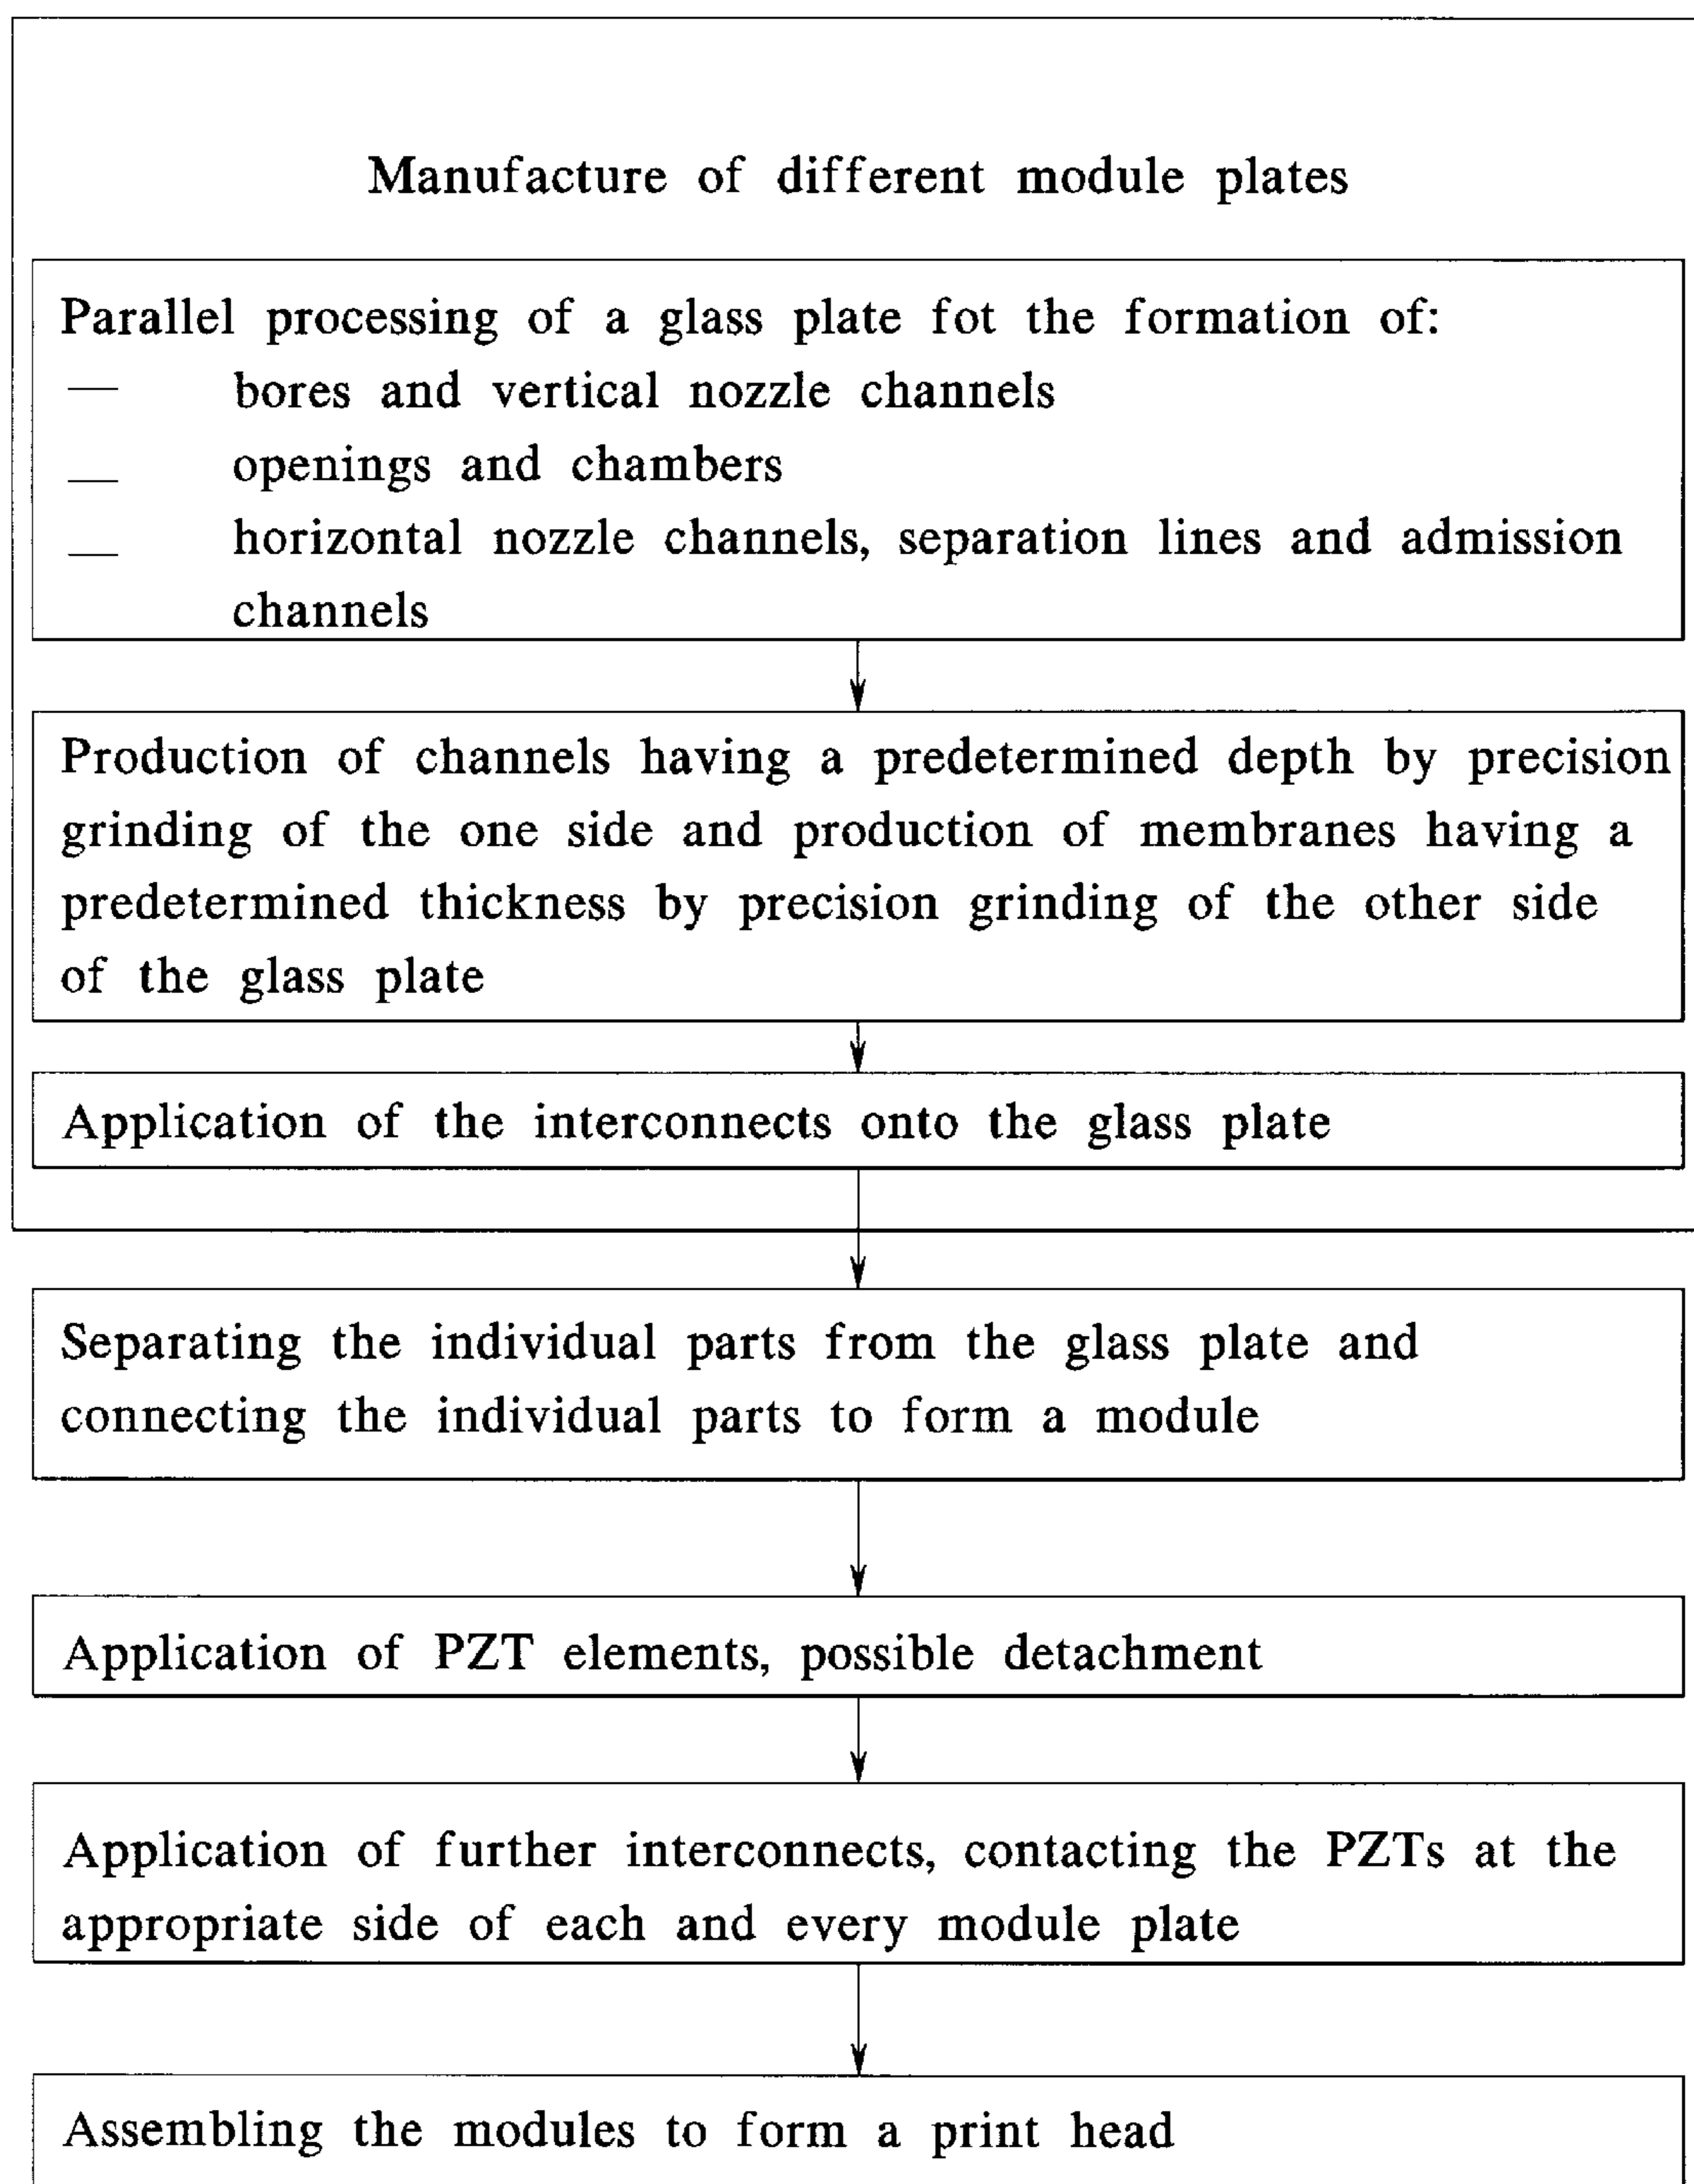 Manufacture of different module plates
Parallel processing of a glass plate fot the formation of:
— bores and vertical nozzle channels
— openings and chambers
— horizontal nozzle channels, separation lines and admission
channels
Production of channels having a predetermined depth by precision
grinding of the one side and production of membranes having a
predetermined thickness by precision grinding of the other side
of the glass plate
Application of the interconnects onto the glass plate
Separating the individual parts from the glass plate and
connecting the individual parts to form a module
Application of PZT elements, possible detachment
Application of further interconnects, contacting the PZTs at the
appropriate side of each and every module plate
Assembling the modules to form a print head